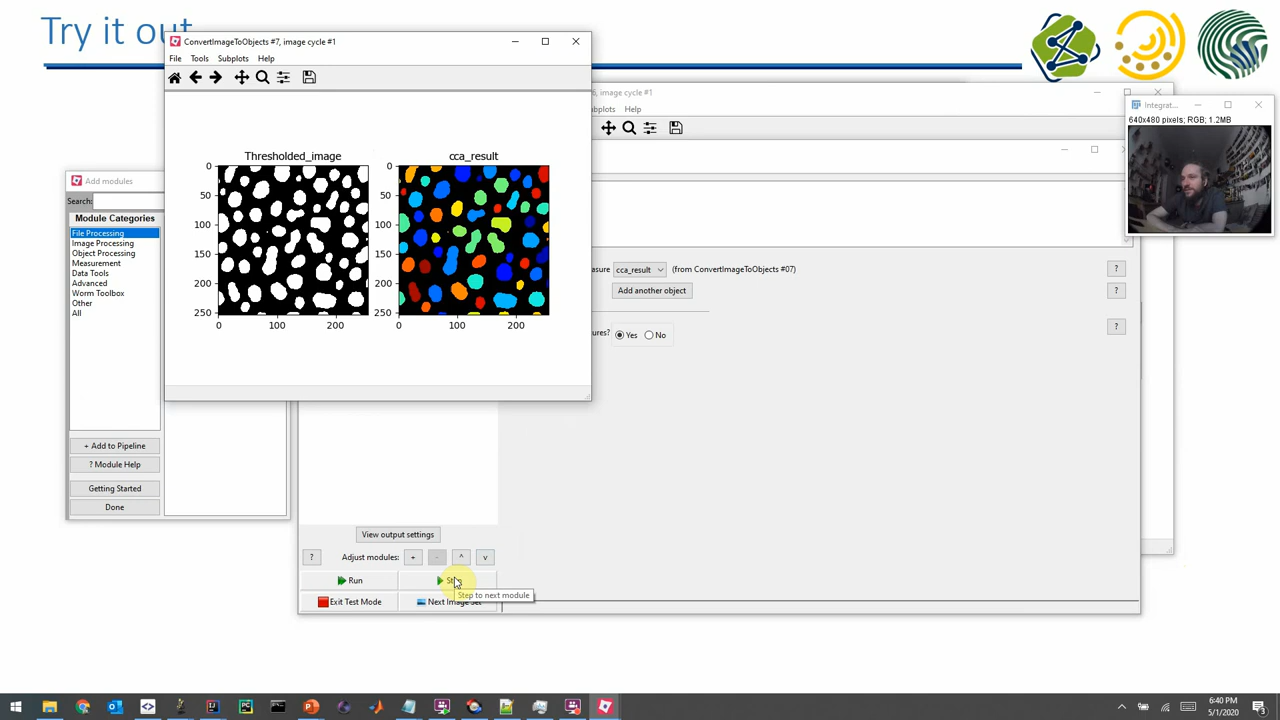 Try it out
ConvertImageToObjects #7, image cycle #1
File Tools Subplots Help
Thresholded_image
cca_result
0
50
100
150
200
250
0 100 200
0
50
100
150
200
250
0 100 200
6, image cycle #1
ubplots Help
Integrat...
640x480 pixels; RGB; 1.2MB
Add modules
Search:
Module Categories
File Processing
Image Processing
Object Processing
Measurement
Data Tools
Advanced
Worm Toolbox
Other
All
+ Add to Pipeline
? Module Help
Getting Started
Done
asure cca_result (from ConvertImageToObjects #07) ?
Add another object ?
ures? Yes No ?
View output settings
? Adjust modules: + - ^ v
Run
Step to next module
Exit Test Mode
Next Image Set
6:40 PM
5/1/2020
3